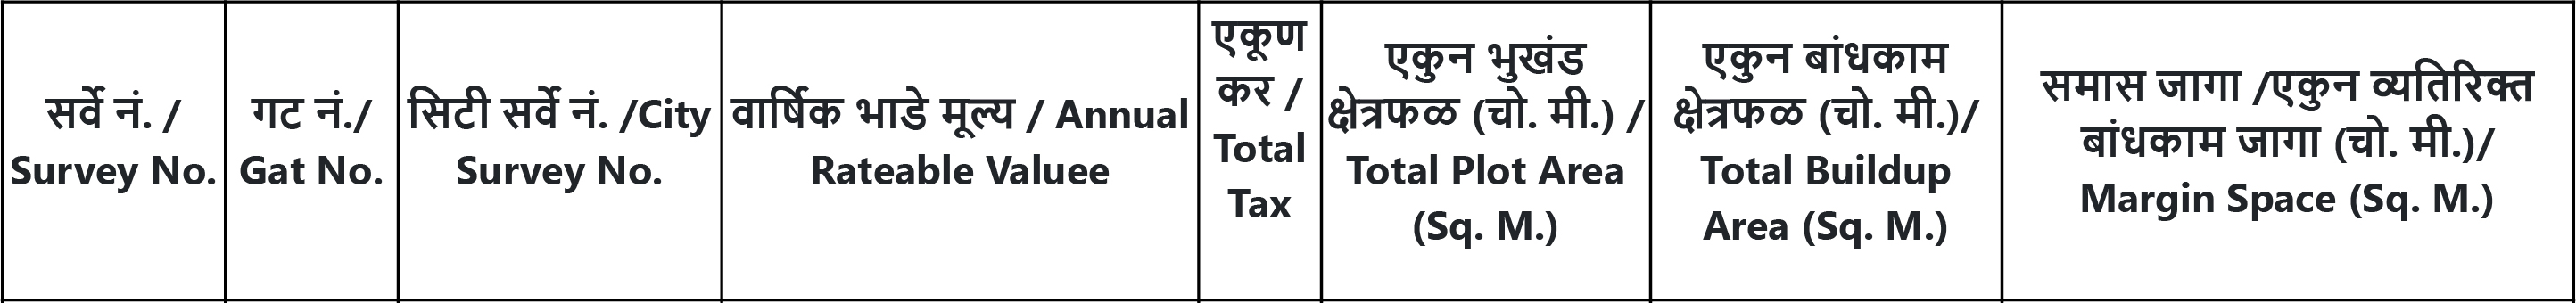 सर्वे नं. /
Survey No.
गट नं./
Gat No.
सिटी सर्वे नं. /City
Survey No.
वार्षिक भाडे मूल्य / Annual
Rateable Valuee
एकूण
कर /
Total
Tax
एकुन भुखंड
क्षेत्रफळ (चो. मी.) /
Total Plot Area
(Sq. M.)
एकुन बांधकाम
क्षेत्रफळ (चो. मी.)/
Total Buildup
Area (Sq. M.)
समास जागा /एकुन व्यतिरिक्त
बांधकाम जागा (चो. मी.)/
Margin Space (Sq. M.)